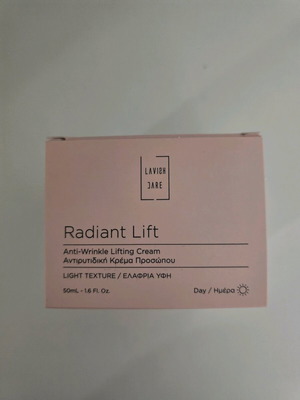 LAVISH
CARE
Radiant Lift
Anti-Wrinkle Lifting Cream
Αντιρυτιδική Κρέμα Προσώπου
LIGHT TEXTURE / ΕΛΑΦΡΙΑ ΥΦΗ
50mL - 1.6 Fl. Oz.
Day / Ημέρα